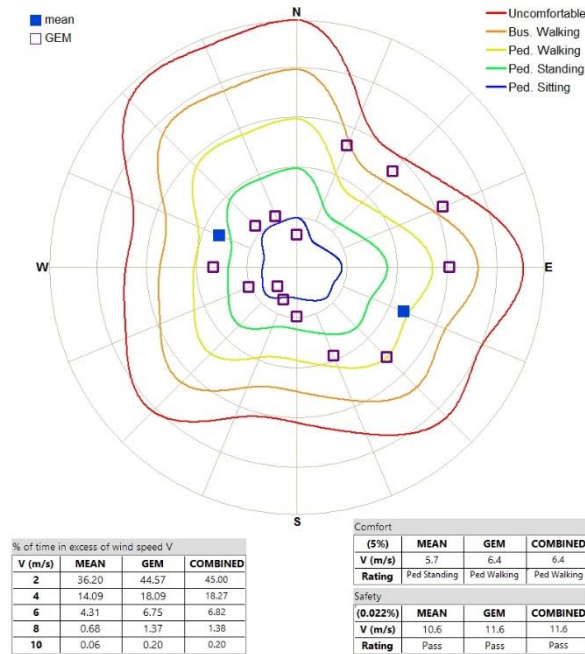 mean
GEM
N
Uncomfortable
Bus. Walking
Ped. Walking
Ped. Standing
Ped. Sitting
W
E
S
% of time in excess of wind speed V
V (m/s) MEAN GEM COMBINED
2 36.20 44.57 45.00
4 14.09 18.09 18.27
6 4.31 6.75 6.82
8 0.68 1.37 1.38
10 0.06 0.20 0.20
Comfort
(5%) MEAN GEM COMBINED
V (m/s) 5.7 6.4 6.4
Rating Ped Standing Ped Walking Ped Walking
Safety
(0.022%) MEAN GEM COMBINED
V (m/s) 10.6 11.6 11.6
Rating Pass Pass Pass